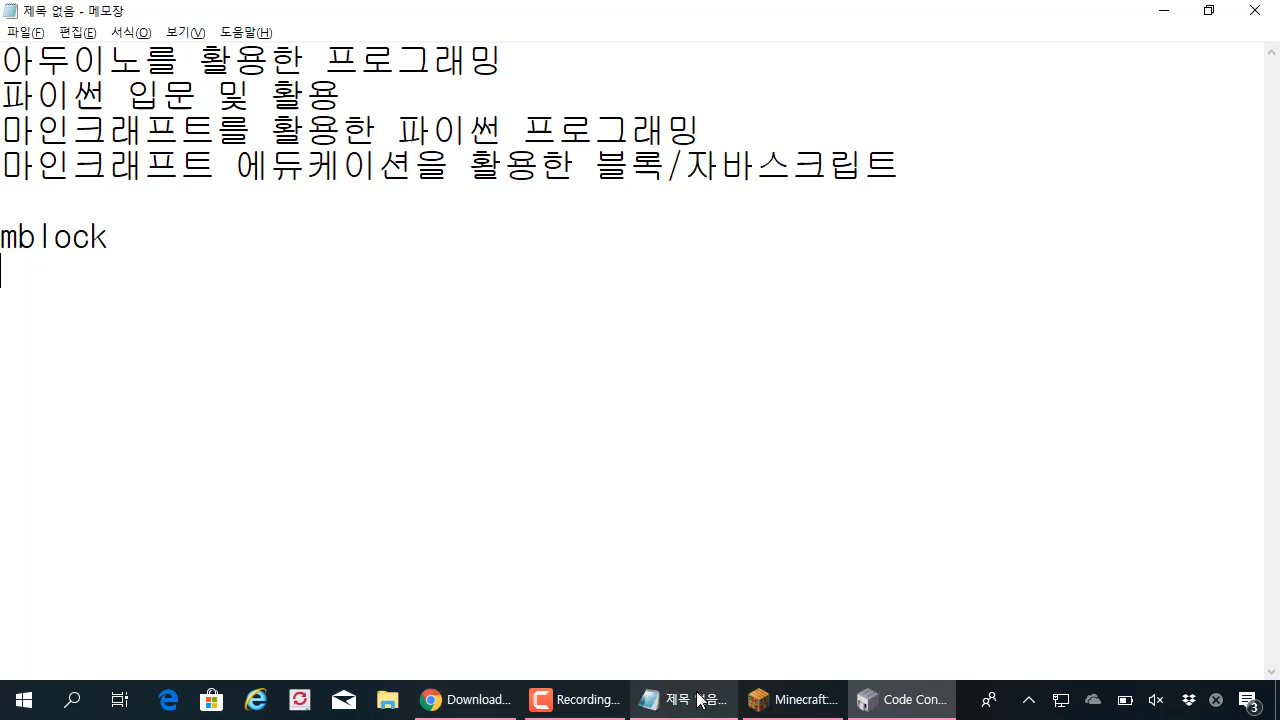 제목 없음 - 메모장
파일(F) 편집(E) 서식(O) 보기(V) 도움말(H)
아두이노를 활용한 프로그래밍
파이썬 입문 및 활용
마인크래프트를 활용한 파이썬 프로그래밍
마인크래프트 에듀케이션을 활용한 블록/자바스크립트
mblock
Download... Recording... 제목 없음... Minecraft:... Code Con... 3